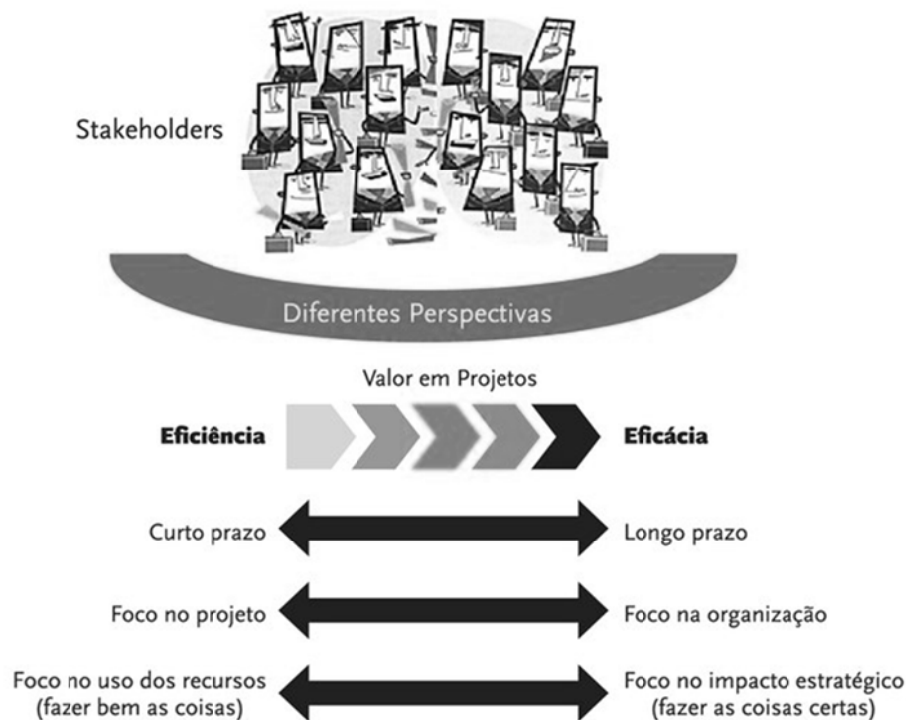 Stakeholders
Diferentes Perspectivas
Valor em Projetos
Eficiência
Eficácia
Curto prazo
Longo prazo
Foco no projeto
Foco na organização
Foco no uso dos recursos
(fazer bem as coisas)
Foco no impacto estratégico
(fazer as coisas certas)